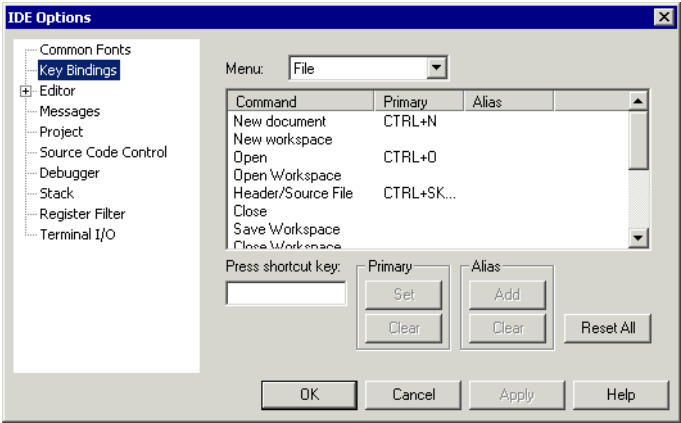 IDE Options
Common Fonts
Key Bindings
Editor
Messages
Project
Source Code Control
Debugger
Stack
Register Filter
Terminal I/O
Menu: File
Command Primary Alias
New document CTRL+N
New workspace
Open CTRL+O
Open Workspace
Header/Source File CTRL+SK...
Close
Save Workspace
Close Workspace
Press shortcut key: Primary Alias
Set Add
Clear Clear Reset All
OK Cancel Apply Help